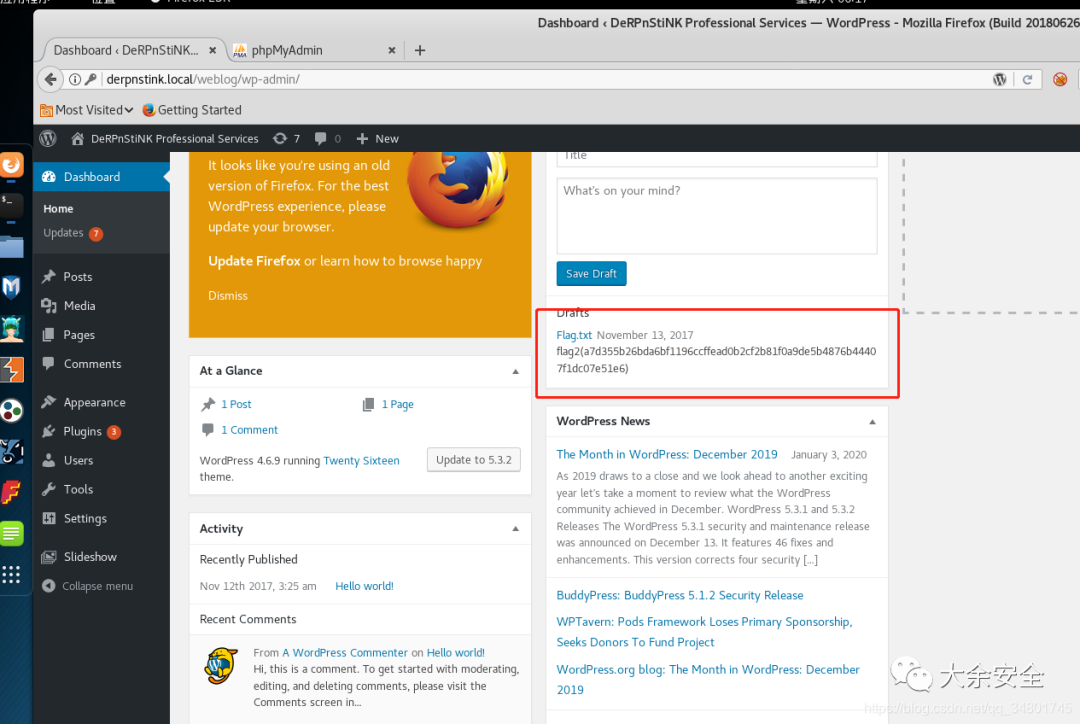 Dashboard ‹ DeRPnStiNK Professional Services — WordPress - Mozilla Firefox (Build 20180626
Dashboard ‹ DeRPnStiNK... ×
phpMyAdmin ×
derpnstink.local/weblog/wp-admin/
Most Visited
Getting Started
DeRPnStiNK Professional Services 7 0 New
Dashboard
Home
Updates 7
Posts
Media
Pages
Comments
Appearance
Plugins 3
Users
Tools
Settings
Slideshow
Collapse menu
It looks like you're using an old
version of Firefox. For the best
WordPress experience, please
update your browser.
Update Firefox or learn how to browse happy
Dismiss
At a Glance
1 Post
1 Page
1 Comment
WordPress 4.6.9 running Twenty Sixteen
theme.
Update to 5.3.2
Activity
Recently Published
Nov 12th 2017, 3:25 am Hello world!
Recent Comments
From A WordPress Commenter on Hello world!
Hi, this is a comment. To get started with moderating,
editing, and deleting comments, please visit the
Comments screen in...
Title
What's on your mind?
Save Draft
Drafts
Flag.txt November 13, 2017
flag2(a7d355b26bda6bf1196ccffead0b2cf2b81f0a9de5b4876b4440
7f1dc07e51e6)
WordPress News
The Month in WordPress: December 2019 January 3, 2020
As 2019 draws to a close and we look ahead to another exciting
year let's take a moment to review what the WordPress
community achieved in December. WordPress 5.3.1 and 5.3.2
Releases The WordPress 5.3.1 security and maintenance release
was announced on December 13. It features 46 fixes and
enhancements. This version corrects four security [...]
BuddyPress: BuddyPress 5.1.2 Security Release
WPTavern: Pods Framework Loses Primary Sponsorship,
Seeks Donors To Fund Project
WordPress.org blog: The Month in WordPress: December
2019
大余安全
https://blog.csdn.net/qq_34801745